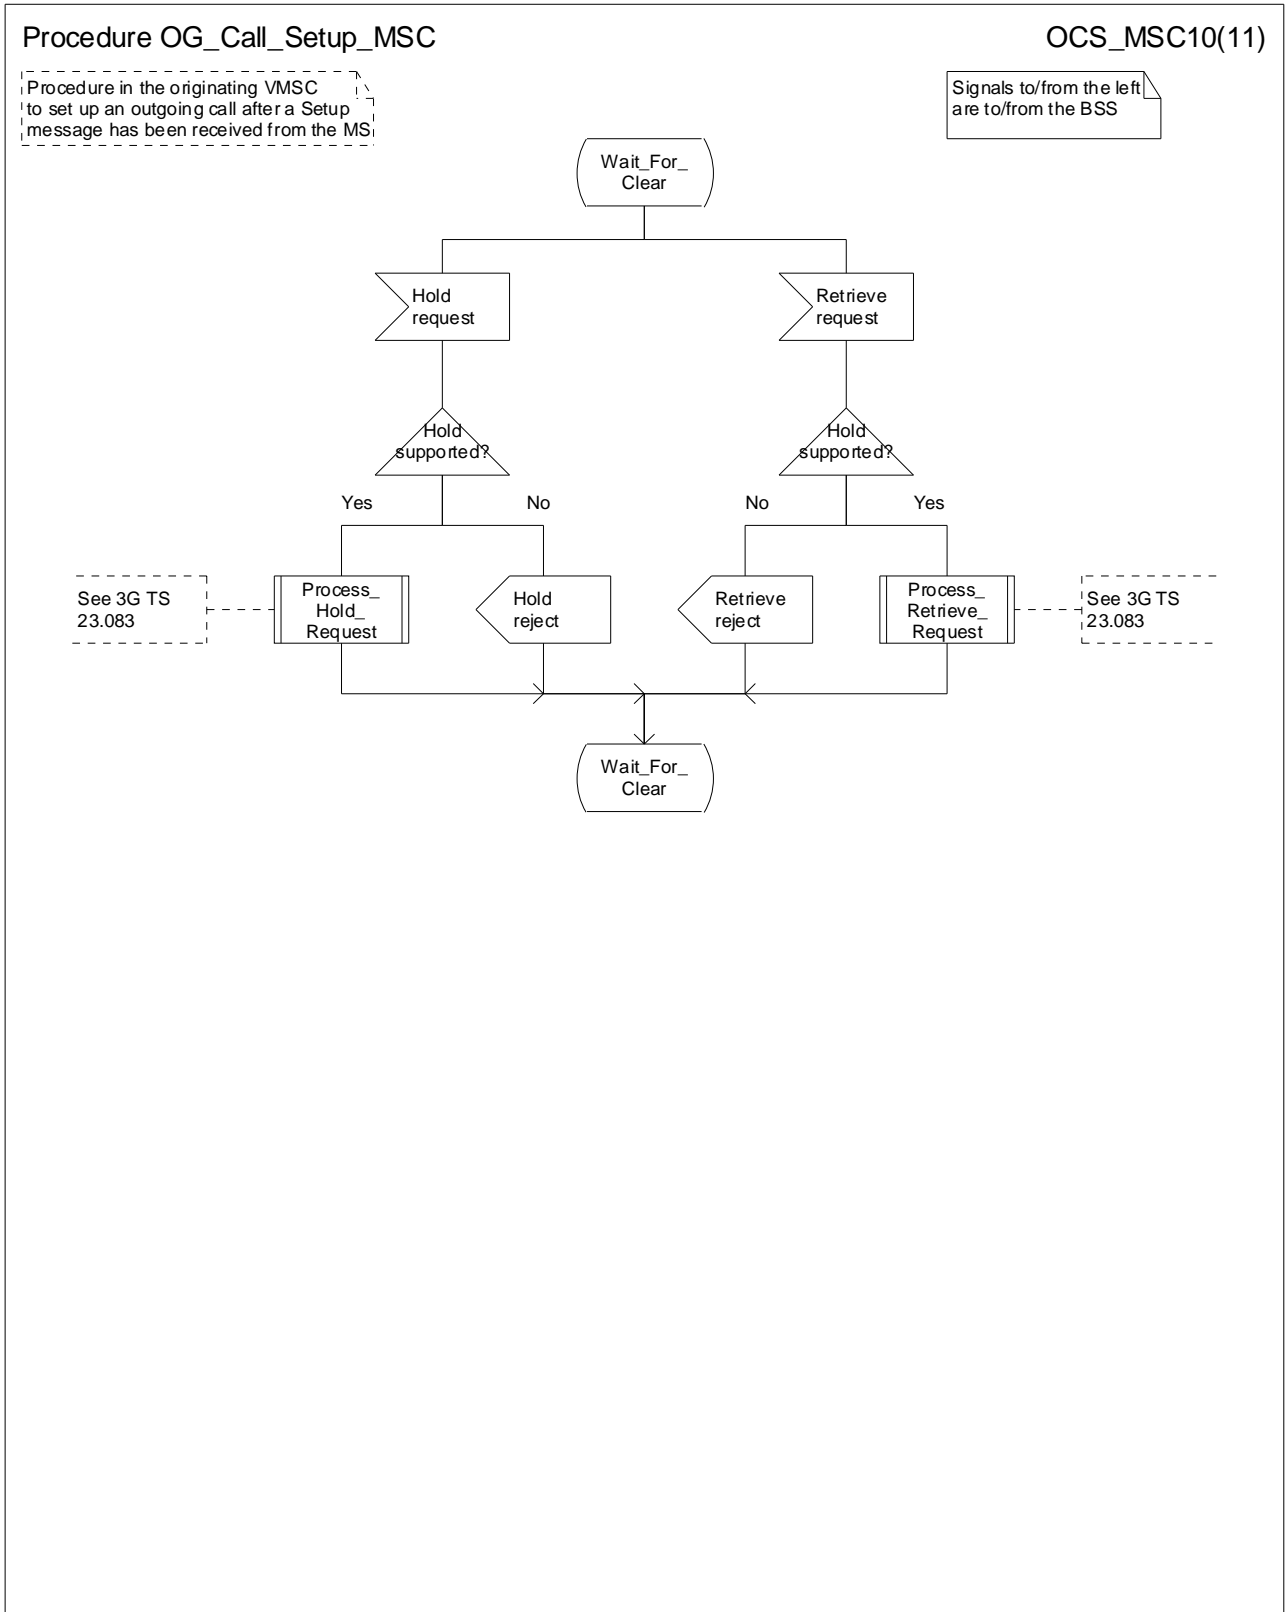 Procedure OG_Call_Setup_MSC
OCS_MSC10(11)
Procedure in the originating VMSC
to set up an outgoing call after a Setup
message has been received from the MS
Signals to/from the left
are to/from the BSS
Wait_For_
Clear
Hold
request
Retrieve
request
Hold
supported?
Hold
supported?
Yes
No
No
Yes
See 3G TS
23.083
Process_
Hold_
Request
Hold
reject
Retrieve
reject
Process_
Retrieve_
Request
See 3G TS
23.083
Wait_For_
Clear